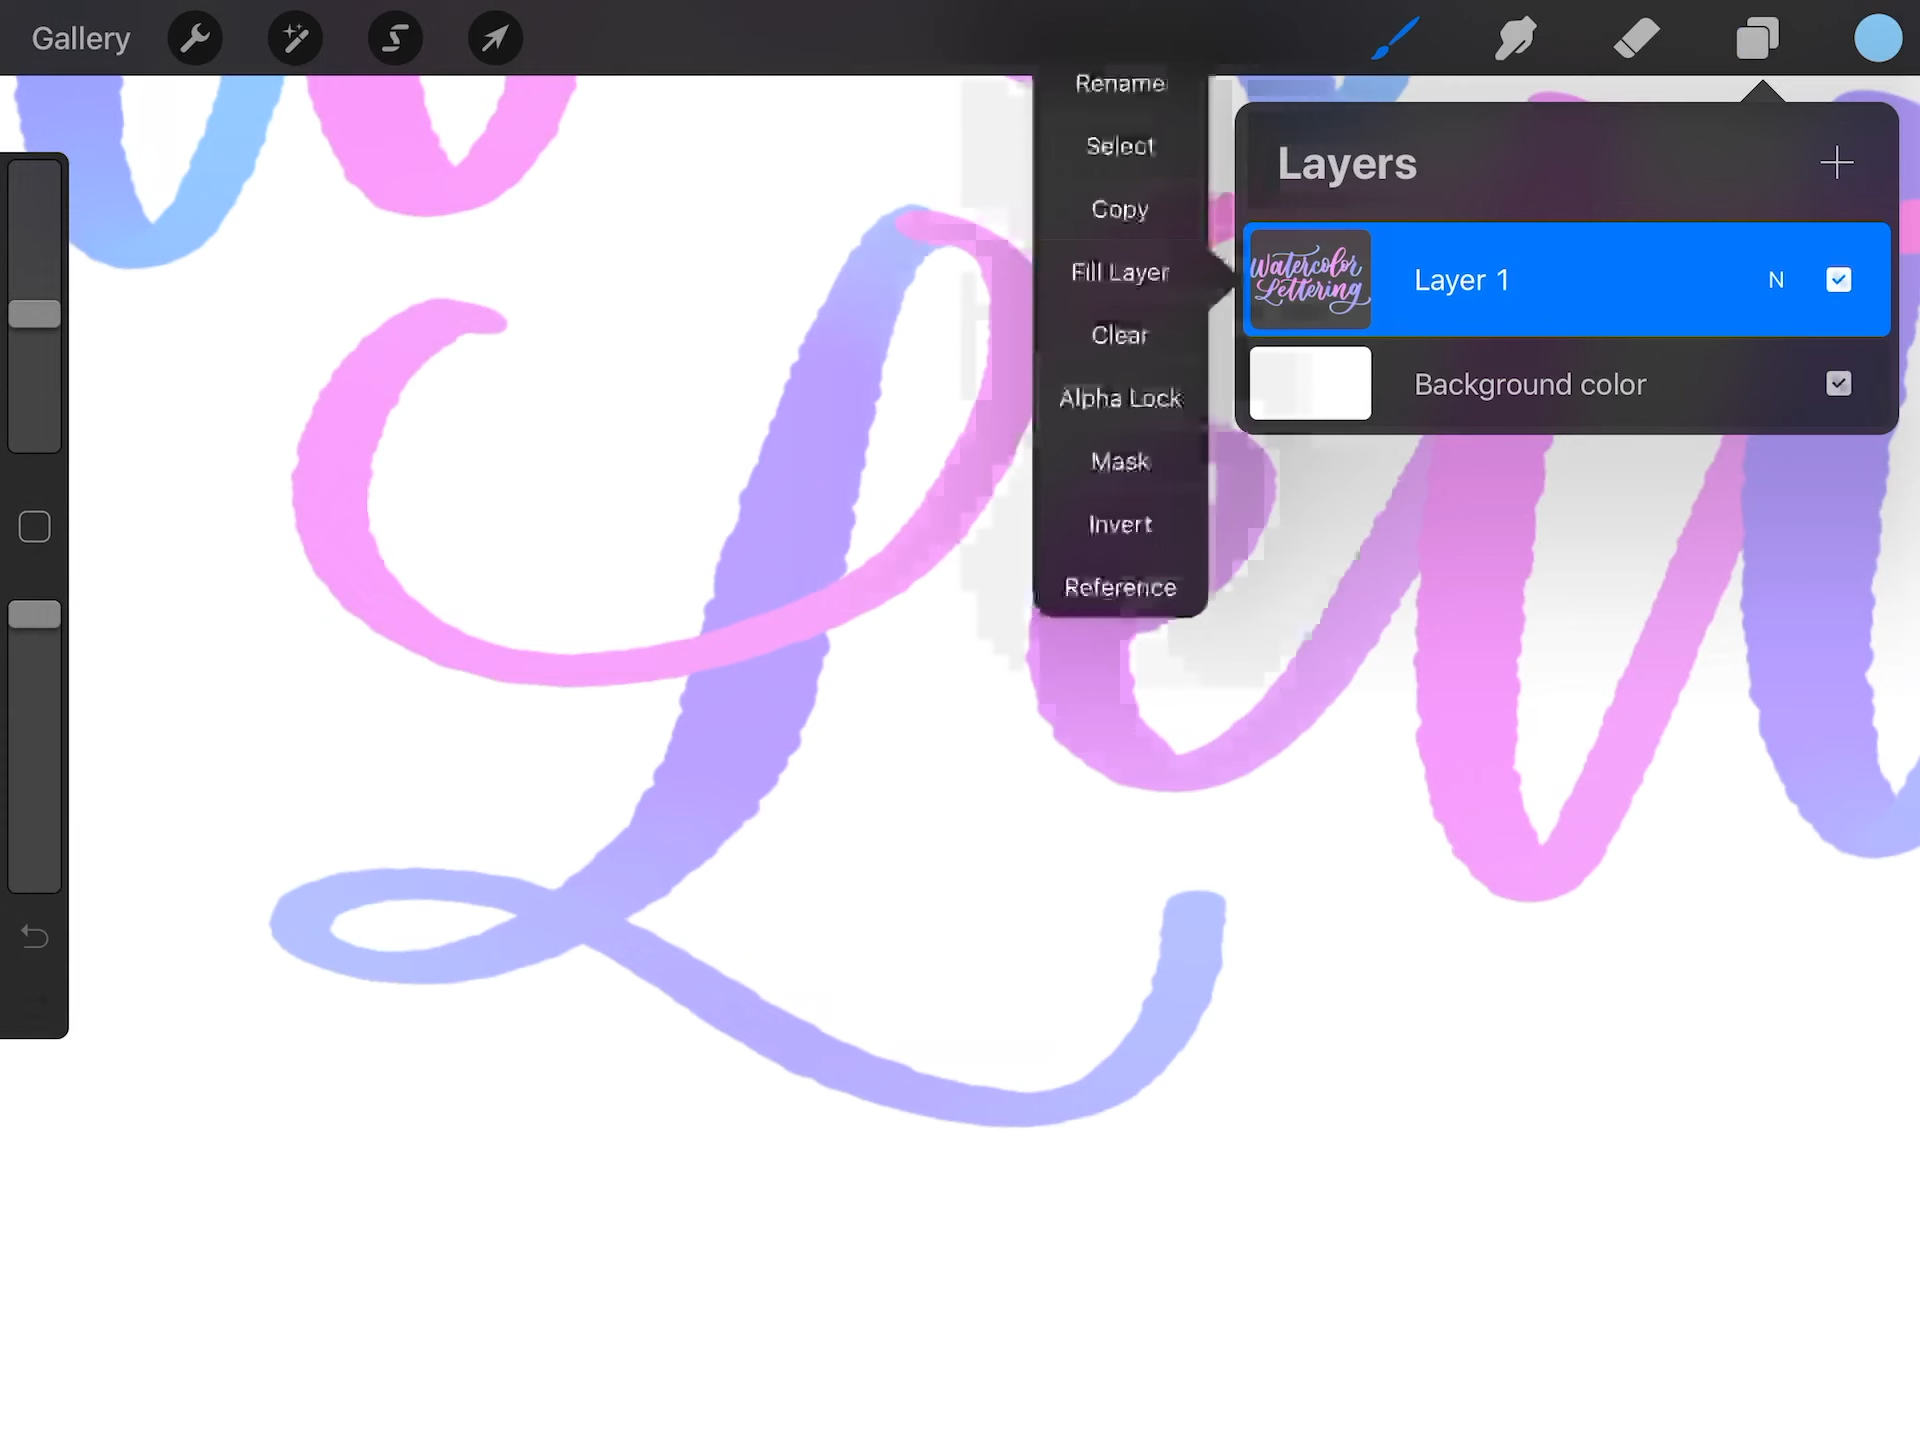 Gallery
Rename
Select
Copy
Fill Layer
Clear
Alpha Lock
Mask
Invert
Reference
Layers
Watercolor
Lettering
Layer 1
N
Background color